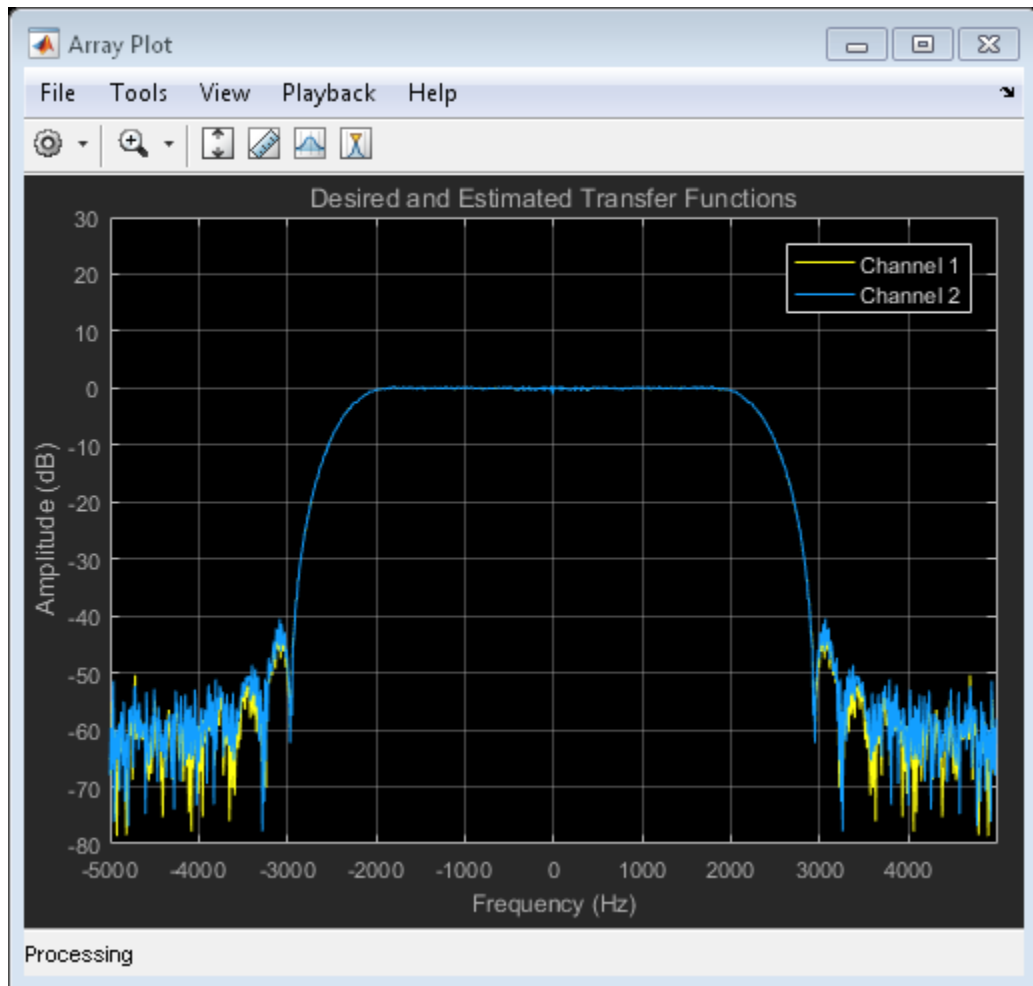 Array Plot
File Tools View Playback Help
Desired and Estimated Transfer Functions
Channel 1
Channel 2
30
20
10
0
-10
-20
-30
-40
-50
-60
-70
-80
Amplitude (dB)
-5000 -4000 -3000 -2000 -1000 0 1000 2000 3000 4000
Frequency (Hz)
Processing